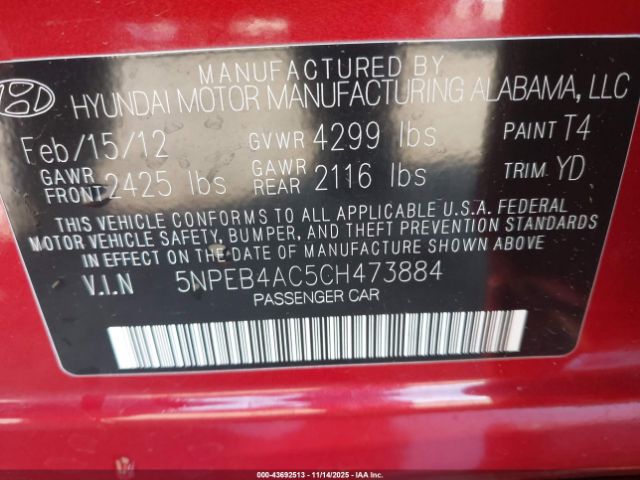 MANUFACTURED BY
HYUNDAI MOTOR MANUFACTURING ALABAMA, LLC
Feb/15/12 GVWR 4299 lbs PAINT T4
GAWR FRONT 2425 lbs GAWR REAR 2116 lbs TRIM YD
THIS VEHICLE CONFORMS TO ALL APPLICABLE U.S.A. FEDERAL
MOTOR VEHICLE SAFETY, BUMPER, AND THEFT PREVENTION
STANDARDS IN EFFECT ON THE DATE OF MANUFACTURE SHOWN ABOVE.
V.I.N 5NPEB4AC5CH473884
PASSENGER CAR
000-43692513 - 11/14/2025 - IAA, Inc.